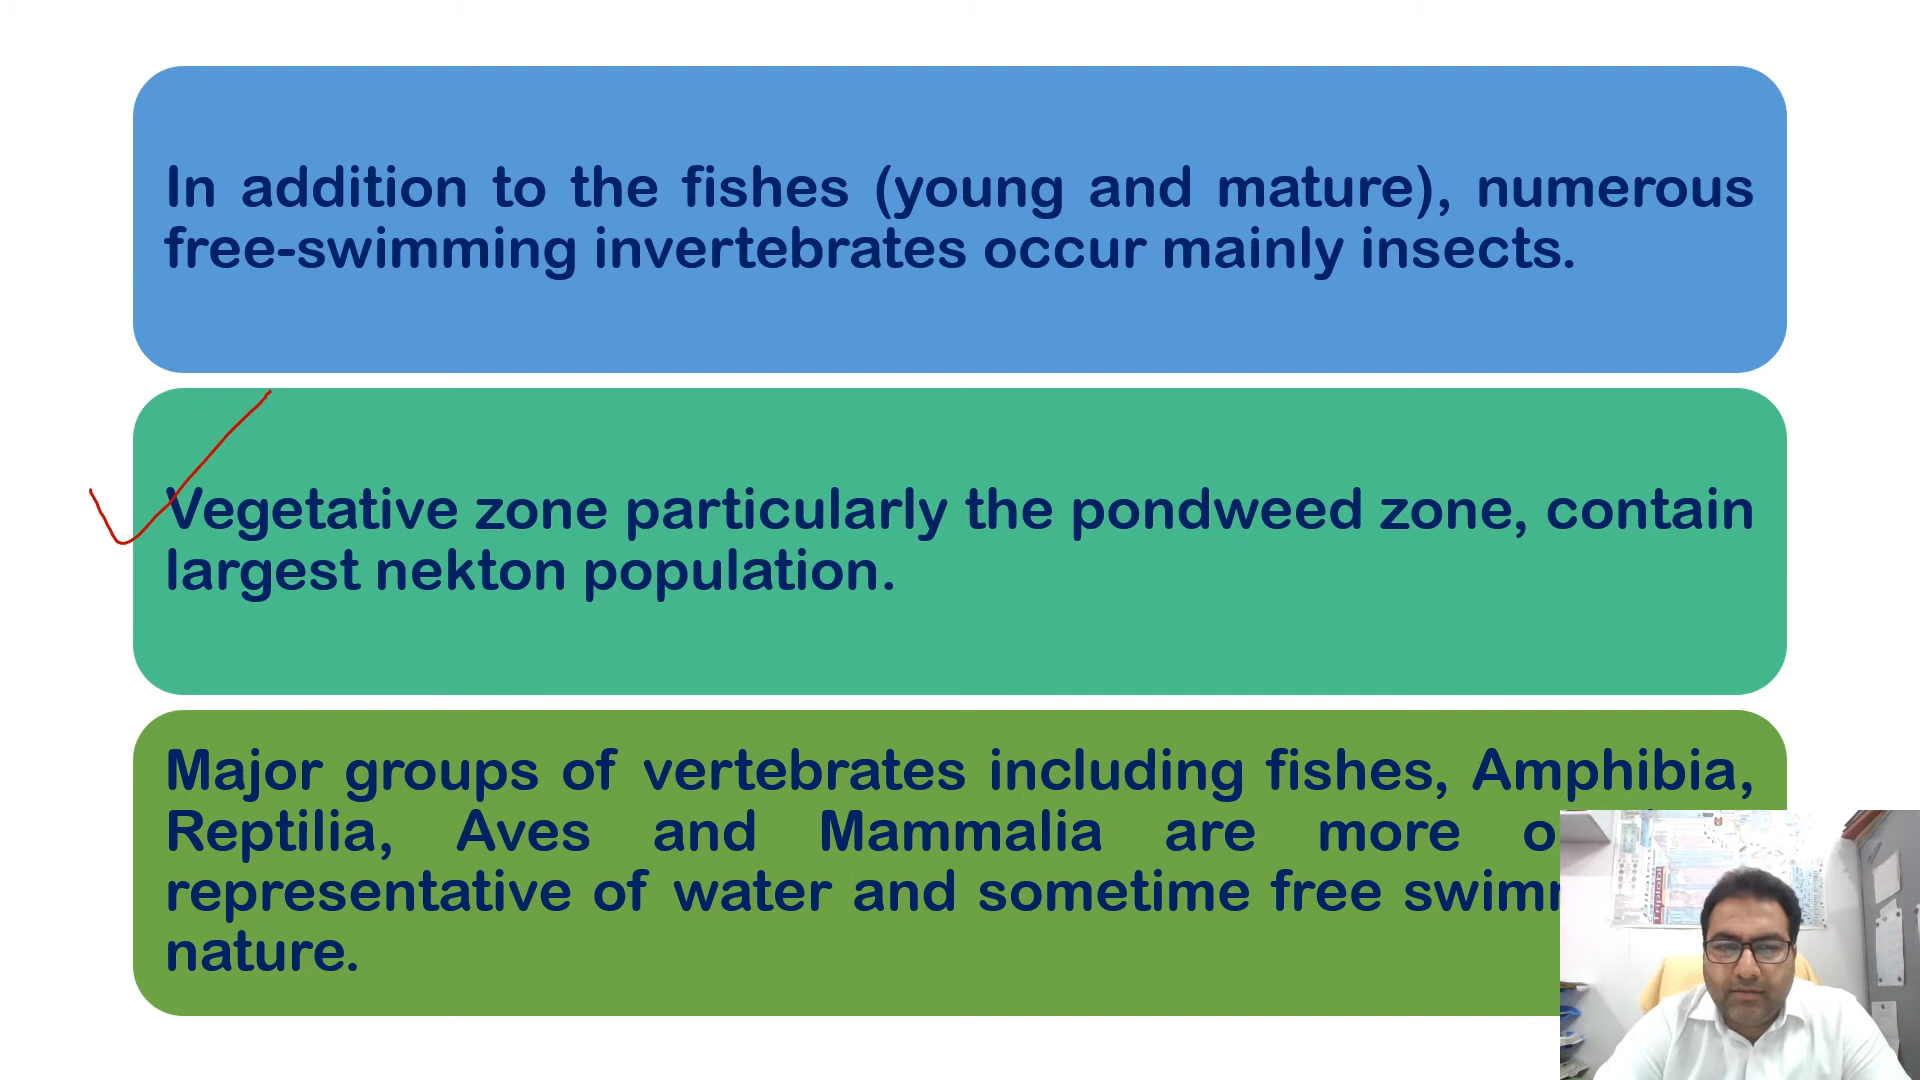 In addition to the fishes (young and mature), numerous
free-swimming invertebrates occur mainly insects.
Vegetative zone particularly the pondweed zone, contain
largest nekton population.
Major groups of vertebrates including fishes, Amphibia,
Reptilia, Aves and Mammalia are more
representative of water and sometime free
nature.